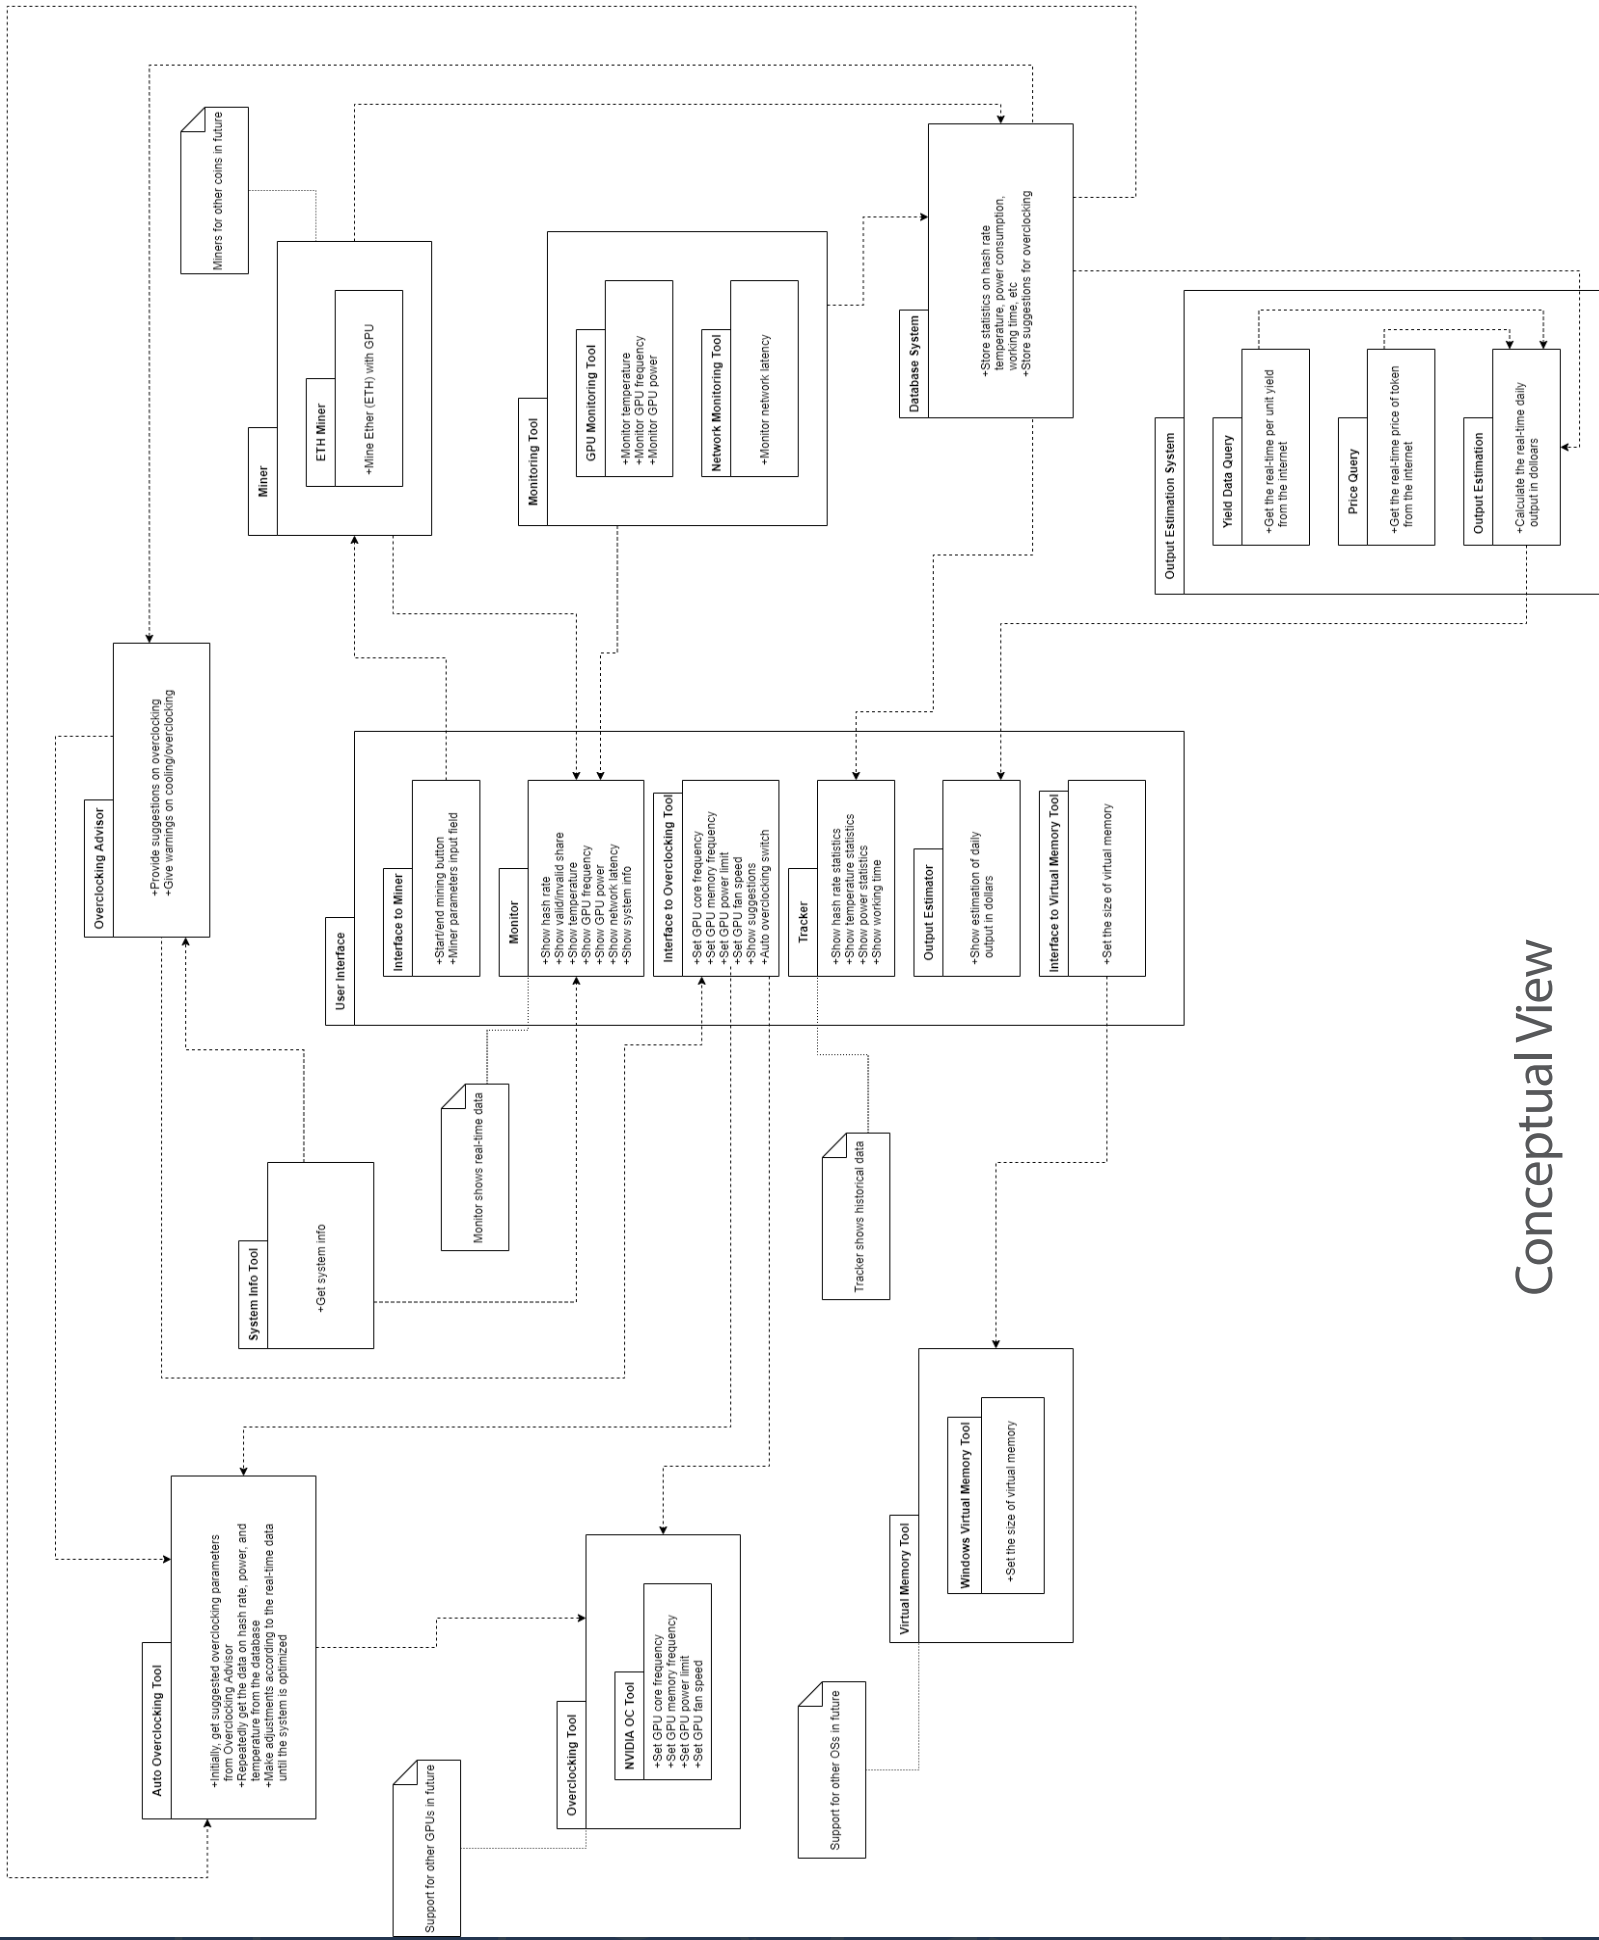 Auto Overclocking Tool
+Initially, get suggested overclocking parameters
from Overclocking Advisor
+Repeatedly get the data on hash rate, power, and
temperature from the database
+Make adjustments according to the real-time data
until the system is optimized
Support for other GPUs in future
Overclocking Tool
NVIDIA OC Tool
+Set GPU core frequency
+Set GPU memory frequency
+Set GPU power limit
+Set GPU fan speed
Support for other OSs in future
Virtual Memory Tool
Windows Virtual Memory Tool
+Set the size of virtual memory
System Info Tool
+Get system info
Monitor shows real-time data
Tracker shows historical data
Overclocking Advisor
+Provide suggestions on overclocking
+Give warnings on cooling/overclocking
User Interface
Interface to Miner
+Start/end mining button
+Miner parameters input field
Monitor
+Show hash rate
+Show valid/invalid share
+Show temperature
+Show GPU frequency
+Show GPU power
+Show network latency
+Show system info
Interface to Overclocking Tool
+Set GPU core frequency
+Set GPU memory frequency
+Set GPU power limit
+Set GPU fan speed
+Show suggestions
+Auto overclocking switch
Tracker
+Show hash rate statistics
+Show temperature statistics
+Show power statistics
+Show working time
Output Estimator
+Show estimation of daily
output in dollars
Interface to Virtual Memory Tool
+Set the size of virtual memory
Miners for other coins in future
Miner
ETH Miner
+Mine Ether (ETH) with GPU
Monitoring Tool
GPU Monitoring Tool
+Monitor temperature
+Monitor GPU frequency
+Monitor GPU power
Network Monitoring Tool
+Monitor network latency
Database System
+Store statistics on hash rate
temperature, power consumption,
working time, etc
+Store suggestions for overclocking
Output Estimation System
Yield Data Query
+Get the real-time per unit yield
from the internet
Price Query
+Get the real-time price of token
from the internet
Output Estimation
+Calculate the real-time daily
output in dolloars
Conceptual View